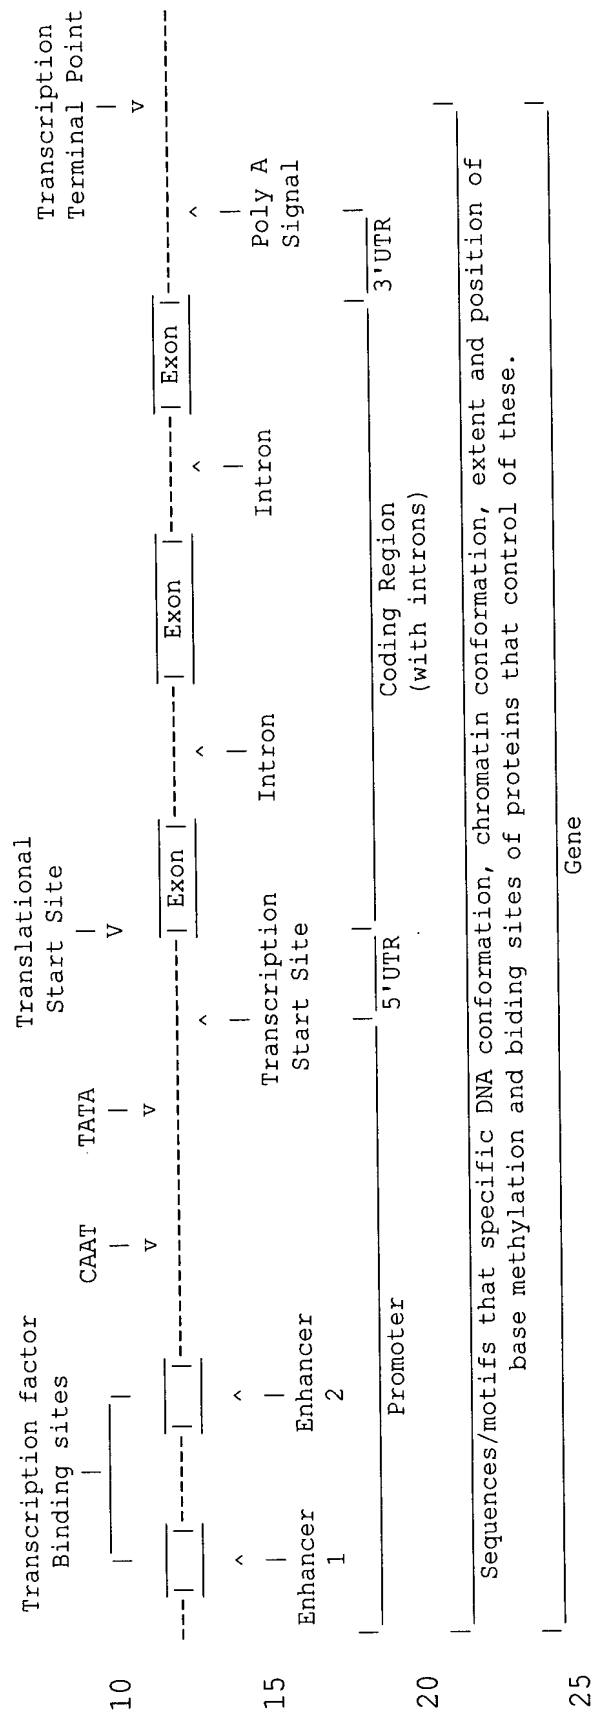 Transcription factor
Binding sites
CAAT
TATA
Translational
Start Site
Transcription
Terminal Point
10
Exon
Exon
Exon
15
Enhancer
1
Enhancer
2
Transcription
Start Site
Intron
Intron
Poly A
Signal
Promoter
5'UTR
Coding Region
(with introns)
3'UTR
20
Sequences/motifs that specific DNA conformation, chromatin conformation, extent and position of
base methylation and biding sites of proteins that control of these.
Gene
25